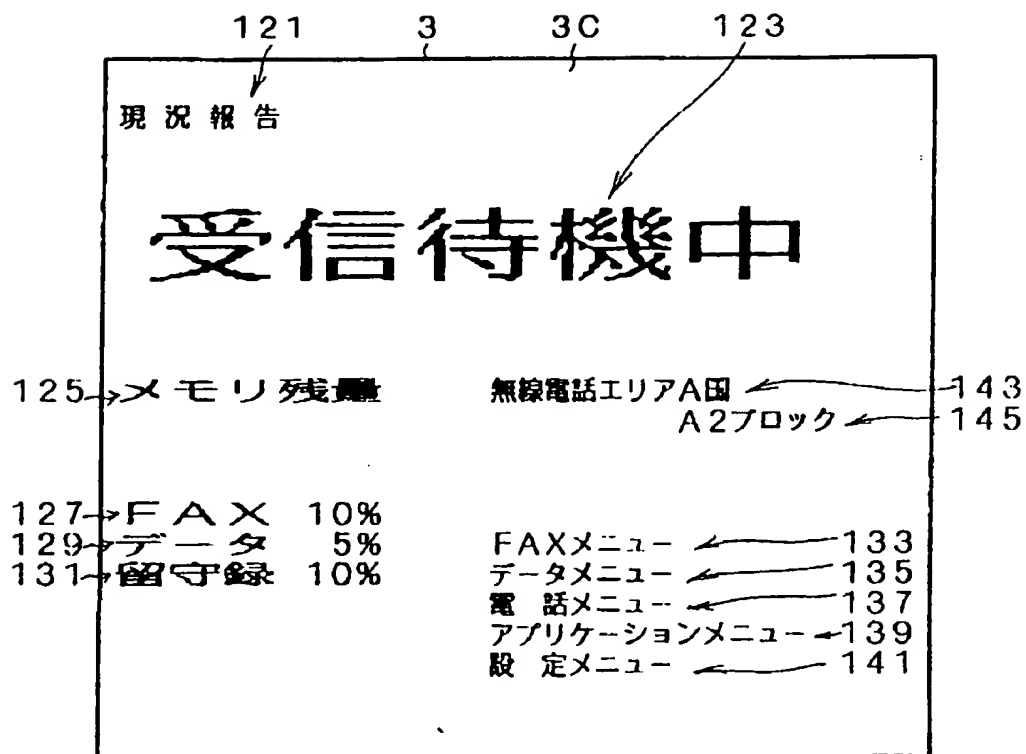 121 3 3C 123
現況報告
受信待機中
125 メモリ残量 無線電話エリアA国 143
A2ブロック 145
127 FAX 10%
129 データ 5% FAXメニュー 133
131 留守録 10% データメニュー 135
電 話メニュー 137
アプリケーションメニュー 139
設 定メニュー 141